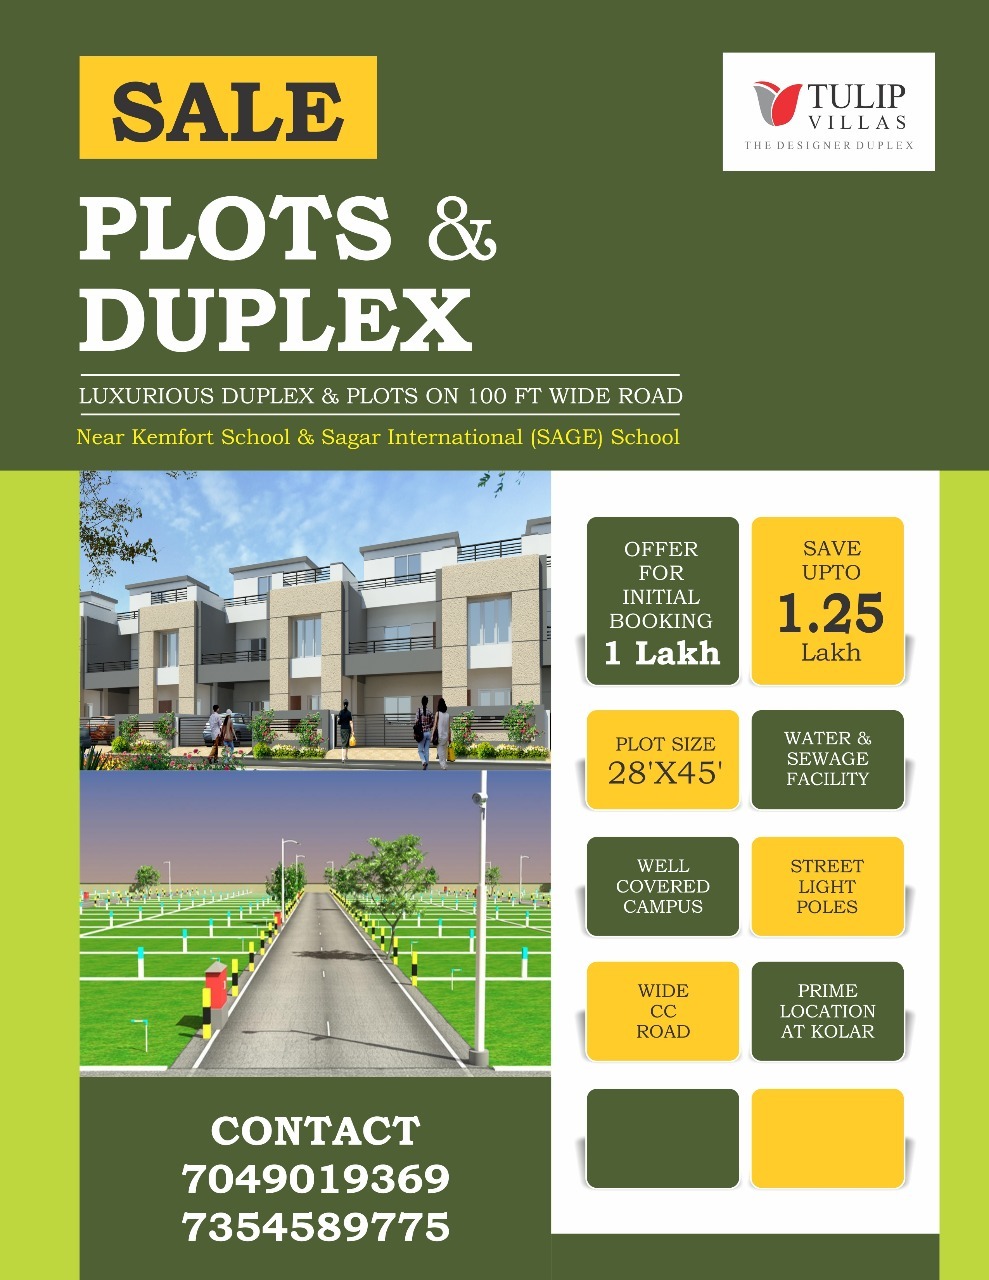 SALE
TULIP
VILLAS
THE DESIGNER DUPLEX
PLOTS &
DUPLEX
LUXURIOUS DUPLEX & PLOTS ON 100 FT WIDE ROAD
Near Kemfort School & Sagar International (SAGE) School
OFFER
FOR
INITIAL
BOOKING
1 Lakh
SAVE
UPTO
1.25
Lakh
PLOT SIZE
28'X45'
WATER &
SEWAGE
FACILITY
WELL
COVERED
CAMPUS
STREET
LIGHT
POLES
WIDE
CC
ROAD
PRIME
LOCATION
AT KOLAR
CONTACT
7049019369
7354589775